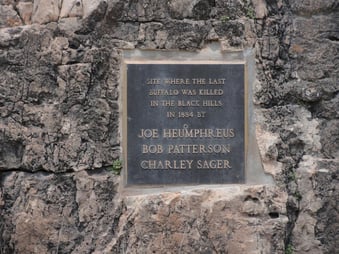 SITE WHERE THE LAST
BUFFALO WAS KILLED
IN THE BLACK HILLS
IN 1884 BY
JOE HEUMPHREUS
BOB PATTERSON
CHARLEY SAGER